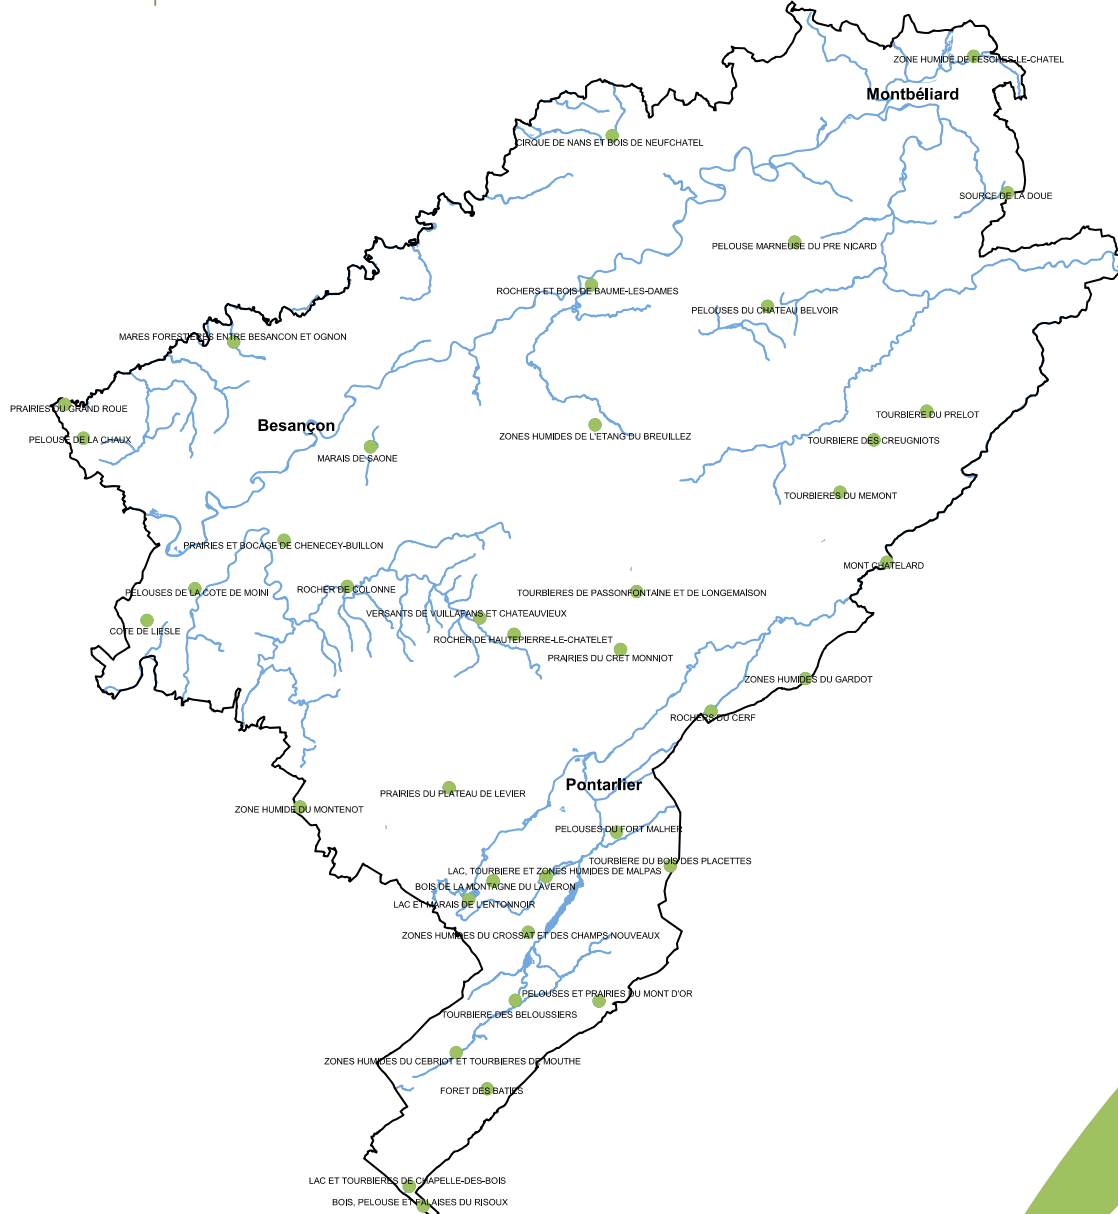 ZONE HUMIDE DE FESCHES-LE-CHATEL
Montbéliard
CIRQUE DE NANS ET BOIS DE NEUFCHATEL
SOURCE DE LA DOUE
PELOUSE MARNEUSE DU PRE NICARD
ROCHERS ET BOIS DE BAUME-LES-DAMES
PELOUSES DU CHATEAU BELVOIR
MARES FORESTIERES ENTRE BESANCON ET OGNON
PRAIRIES DU GRAND ROUE
TOURBIERE DU PRELOT
Besançon
PELOUSE DE LA CHAUX
ZONES HUMIDES DE L'ETANG DU BREUILLEZ
TOURBIERE DES CREUGNIOTS
MARAIS DE SAONE
TOURBIERES DU MEMONT
PRAIRIES ET BOCAGE DE CHENECEY-BUILLON
MONT CHATELARD
PELOUSES DE LA COTE DE MOINI
ROCHER DE COLONNE
TOURBIERES DE PASSONFONTAINE ET DE LONGEMAISON
VERSANTS DE VUILLAFANS ET CHATEAUVIEUX
COTE DE LIESLE
ROCHER DE HAUTEPIERRE-LE-CHATELET
PRAIRIES DU CRET MONNIOT
ZONES HUMIDES DU GARDOT
ROCHERS DU CERF
Pontarlier
PRAIRIES DU PLATEAU DE LEVIER
ZONE HUMIDE DU MONTENOT
PELOUSES DU FORT MALHER
TOURBIERE DU BOIS DES PLACETTES
LAC, TOURBIERE ET ZONES HUMIDES DE MALPAS
BOIS DE LA MONTAGNE DU LAVERON
LAC ET MARAIS DE L'ENTONNOIR
ZONES HUMIDES DU CROSSAT ET DES CHAMPS NOUVEAUX
PELOUSES ET PRAIRIES DU MONT D'OR
TOURBIERE DES BELOUSSIERS
ZONES HUMIDES DU CEBRIOT ET TOURBIERES DE MOUTHE
FORET DES BATIES
LAC ET TOURBIERES DE CHAPELLE-DES-BOIS
BOIS, PELOUSE ET FALAISES DU RISOUX